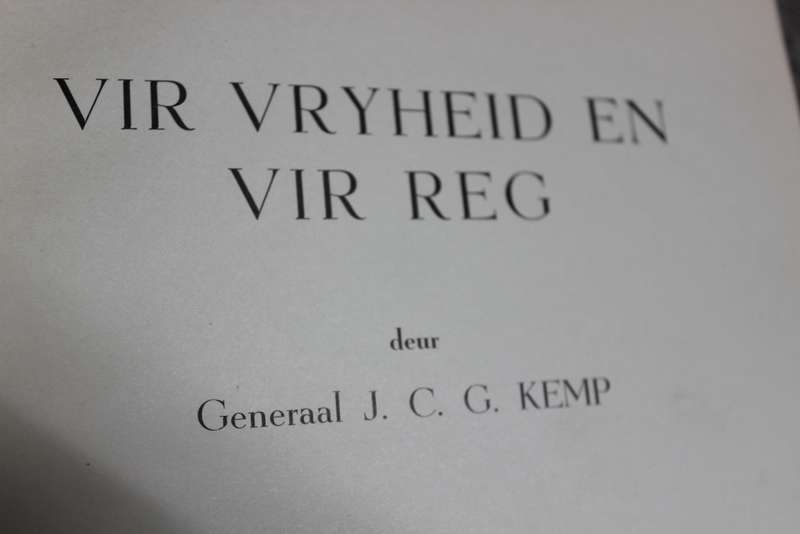 VIR VRYHEID EN
VIR REG
deur
Generaal J. C. G. KEMP